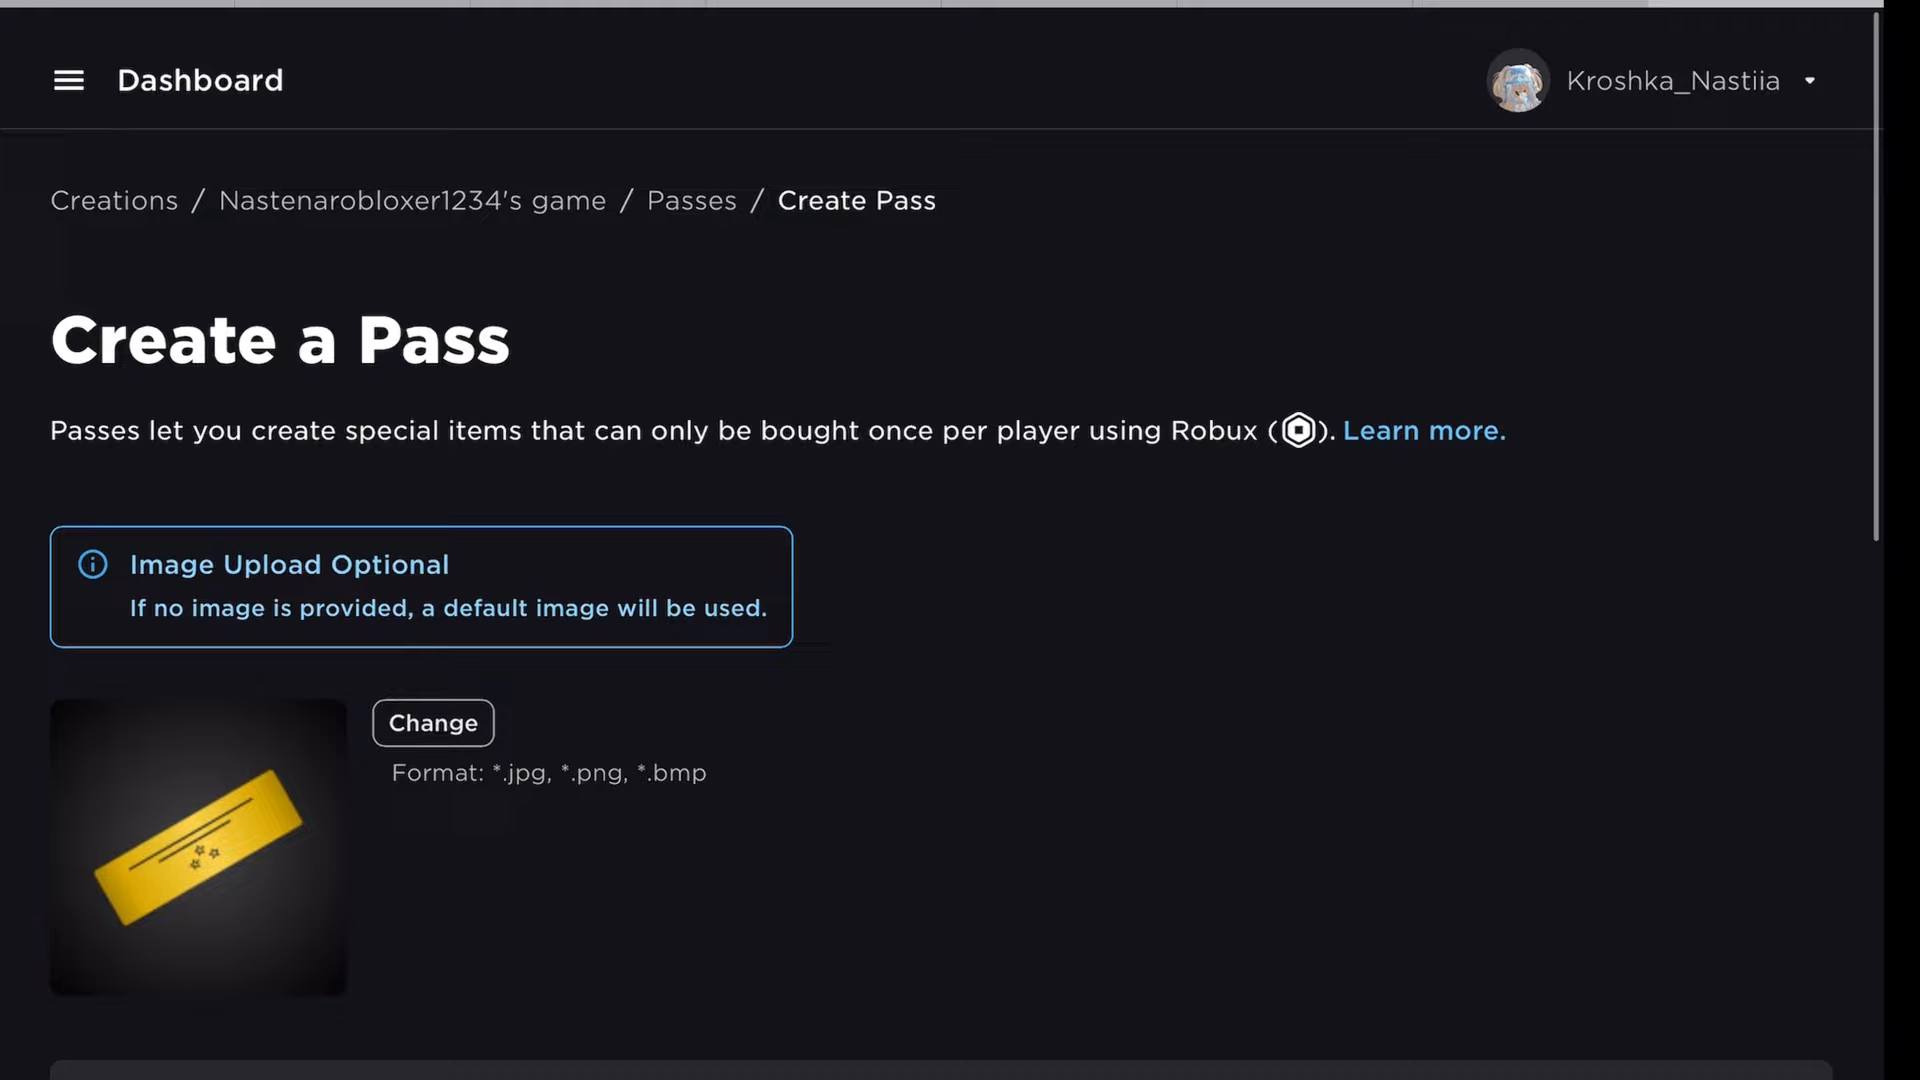 Dashboard
Kroshka_Nastiia
Creations / Nastenarobloxer1234's game / Passes / Create Pass
Create a Pass
Passes let you create special items that can only be bought once per player using Robux ( ). Learn more.
Image Upload Optional
If no image is provided, a default image will be used.
Change
Format: *.jpg, *.png, *.bmp